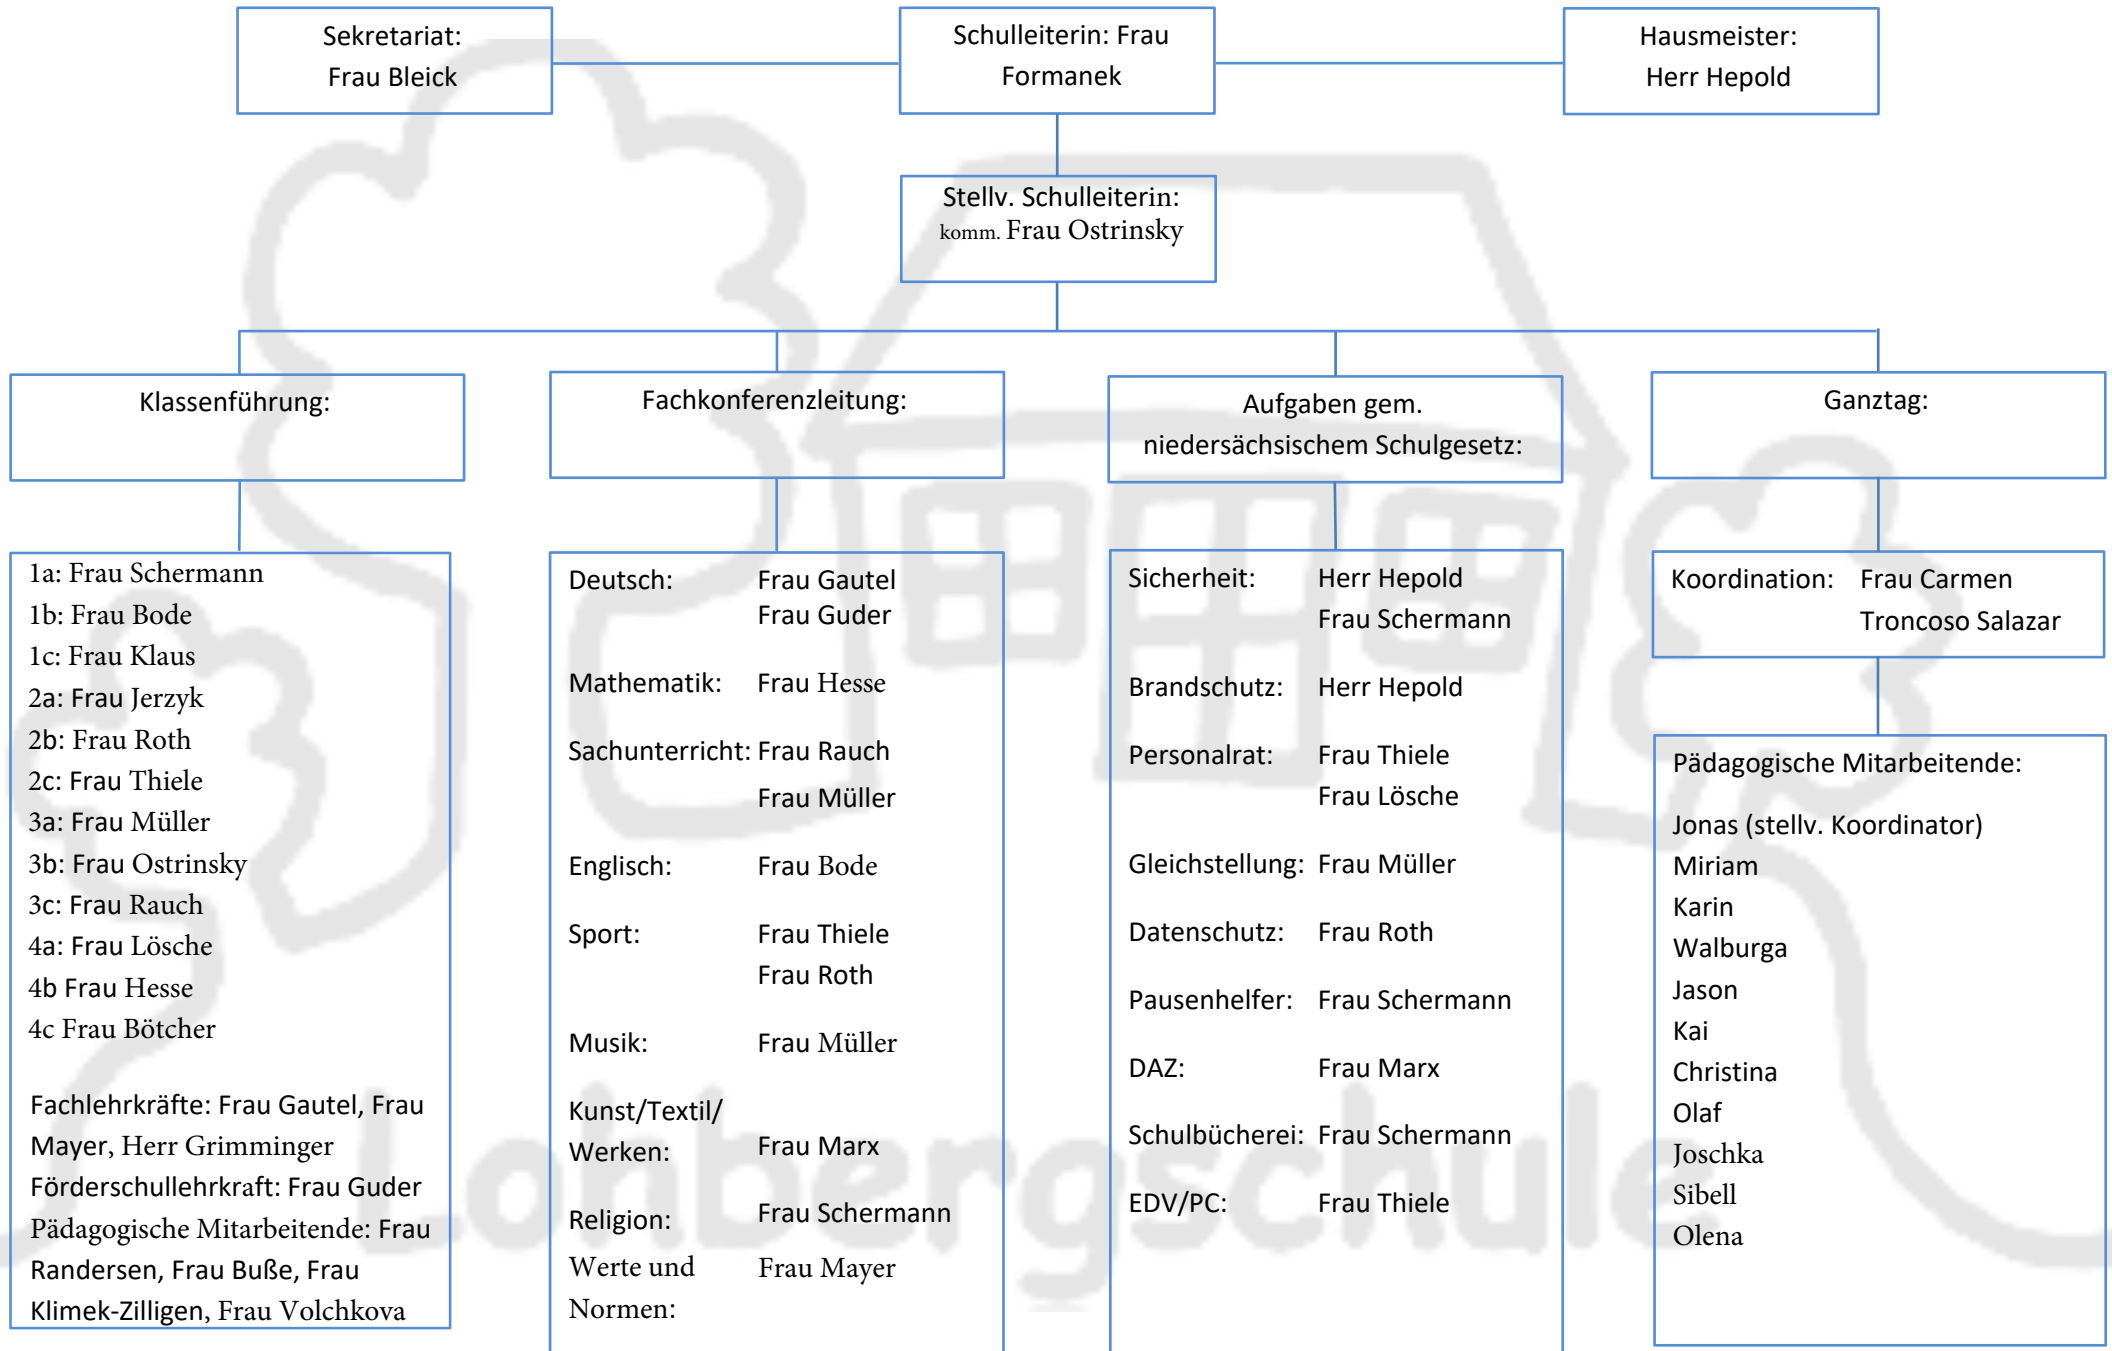 Sekretariat:
Frau Bleick
Schulleiterin: Frau
Formanek
Hausmeister:
Herr Hepold
Stellv. Schulleiterin:
komm. Frau Ostrinsky
Klassenführung:
Fachkonferenzleitung:
Aufgaben gem.
niedersächsischem Schulgesetz:
Ganztag:
1a: Frau Schermann
1b: Frau Bode
1c: Frau Klaus
2a: Frau Jerzyk
2b: Frau Roth
2c: Frau Thiele
3a: Frau Müller
3b: Frau Ostrinsky
3c: Frau Rauch
4a: Frau Lösche
4b Frau Hesse
4c Frau Bötcher
Fachlehrkräfte: Frau Gautel, Frau
Mayer, Herr Grimminger
Förderschullehrkraft: Frau Guder
Pädagogische Mitarbeitende: Frau
Randersen, Frau Buße, Frau
Klimek-Zilligen, Frau Volchkova
Deutsch: Frau Gautel
Frau Guder
Mathematik: Frau Hesse
Sachunterricht: Frau Rauch
Frau Müller
Englisch: Frau Bode
Sport: Frau Thiele
Frau Roth
Musik: Frau Müller
Kunst/Textil/
Werken: Frau Marx
Religion: Frau Schermann
Werte und Frau Mayer
Normen:
Sicherheit: Herr Hepold
Frau Schermann
Brandschutz: Herr Hepold
Personalrat: Frau Thiele
Frau Lösche
Gleichstellung: Frau Müller
Datenschutz: Frau Roth
Pausenhelfer: Frau Schermann
DAZ: Frau Marx
Schulbücherei: Frau Schermann
EDV/PC: Frau Thiele
Koordination: Frau Carmen
Troncoso Salazar
Pädagogische Mitarbeitende:
Jonas (stellv. Koordinator)
Miriam
Karin
Walburga
Jason
Kai
Christina
Olaf
Joschka
Sibell
Olena
Lohbergschule